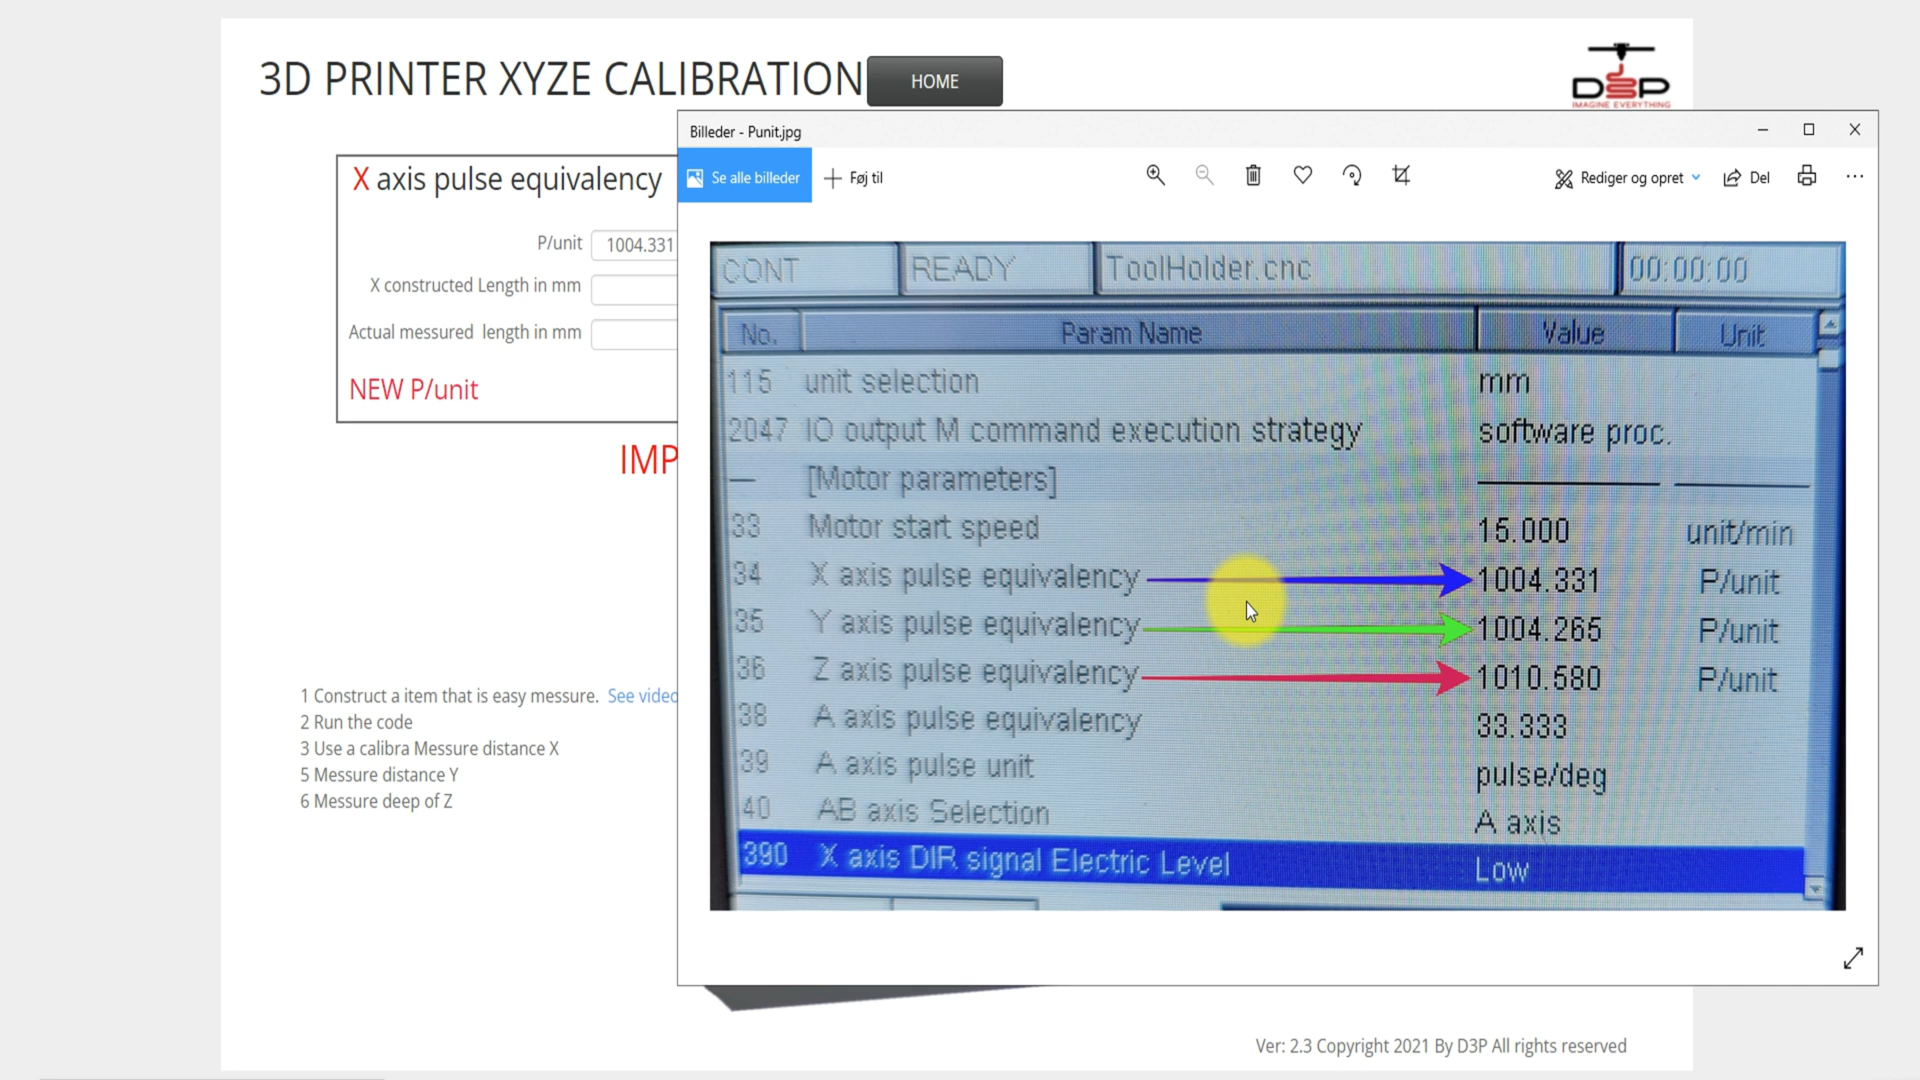 3D PRINTER XYZE CALIBRATION
HOME
D3P
IMAGINE EVERYTHING
X axis pulse equivalency
P/unit 1004.331
X constructed Length in mm
Actual messured length in mm
NEW P/unit
IMP
1 Construct a item that is easy messure. See video
2 Run the code
3 Use a calibra Messure distance X
5 Messure distance Y
6 Messure deep of Z
Billeder - Punit.jpg
Se alle billeder
Føj til
Rediger og opret
Del
CONT READY ToolHolder.cnc 00:00:00
No. Param Name Value Unit
115 unit selection mm
2047 IO output M command execution strategy software proc.
— [Motor parameters]
33 Motor start speed 15.000 unit/min
34 X axis pulse equivalency 1004.331 P/unit
35 Y axis pulse equivalency 1004.265 P/unit
36 Z axis pulse equivalency 1010.580 P/unit
38 A axis pulse equivalency 33.333
39 A axis pulse unit pulse/deg
40 AB axis Selection A axis
390 X axis DIR signal Electric Level Low
Ver: 2.3 Copyright 2021 By D3P All rights reserved